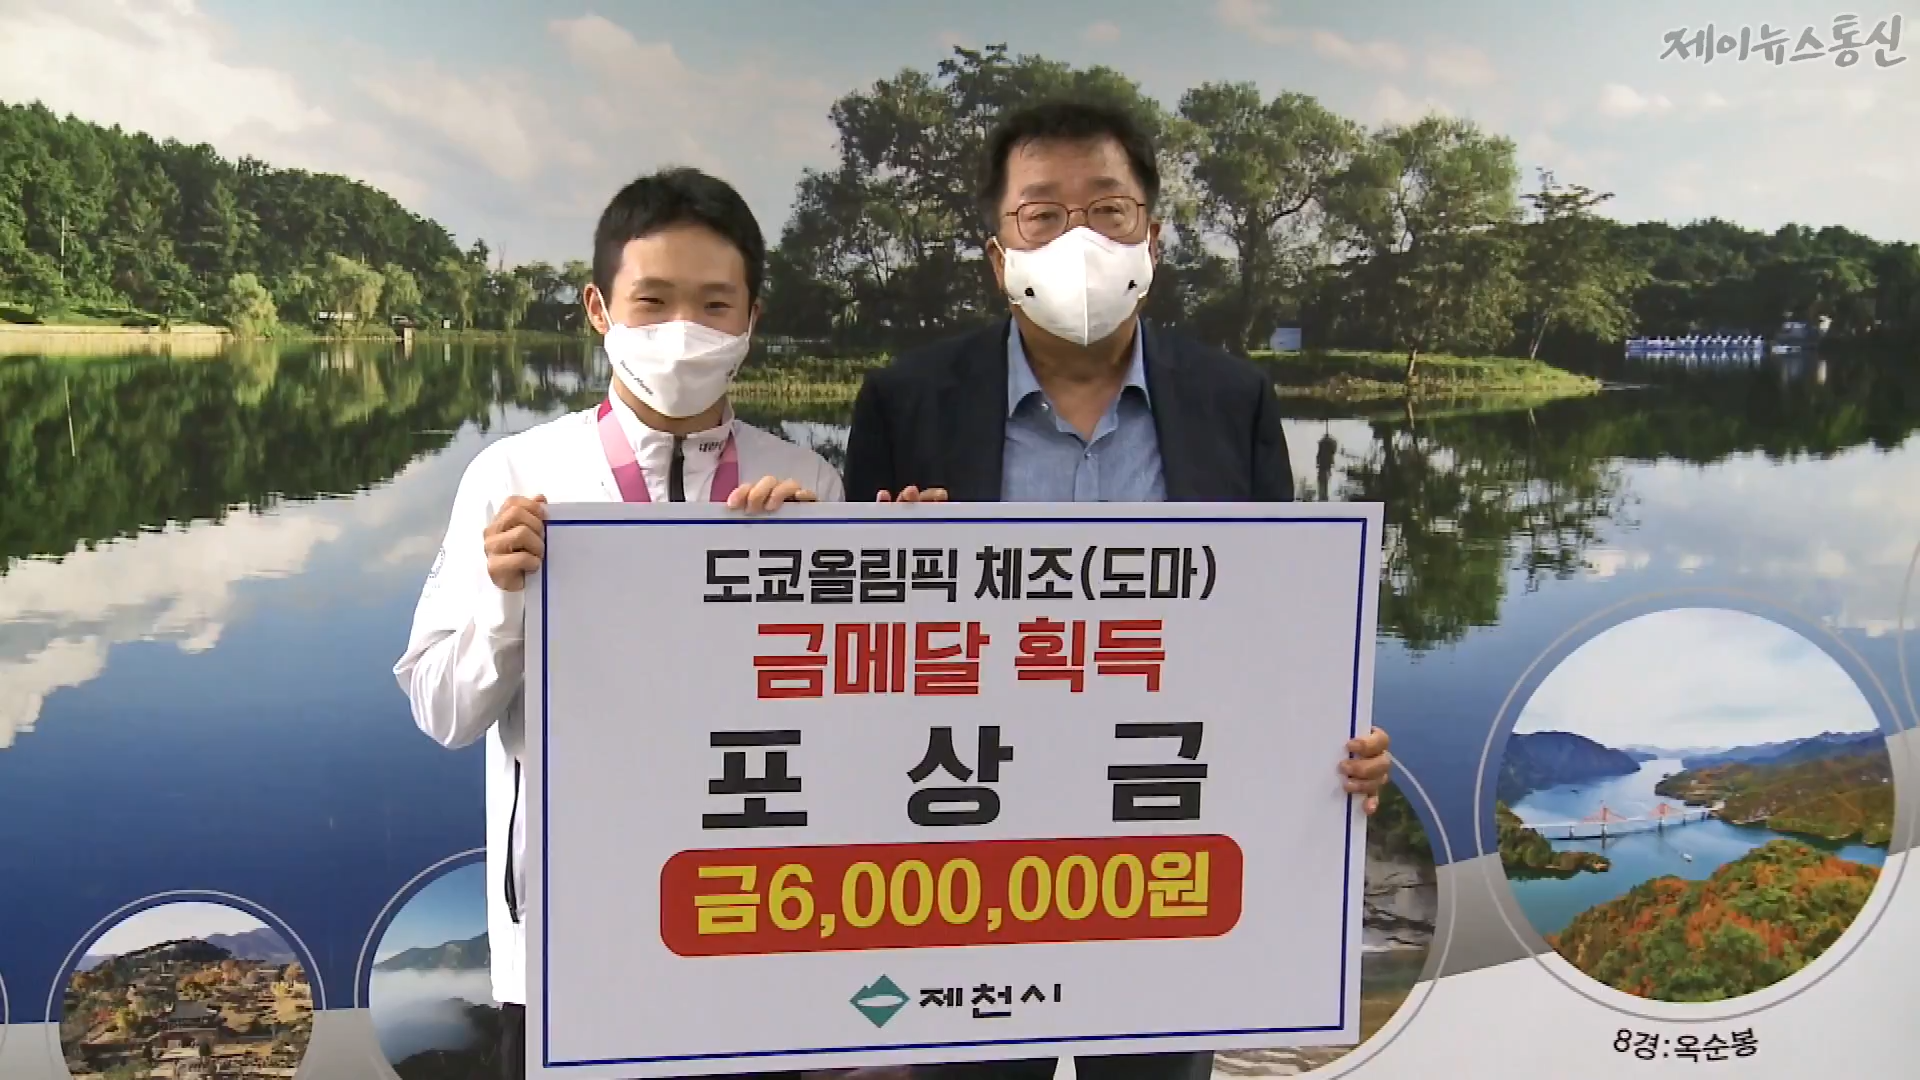 제이뉴스통신
도쿄올림픽 체조(도마)
금메달 획득
포 상 금
금6,000,000원
제천시
8경:옥순봉